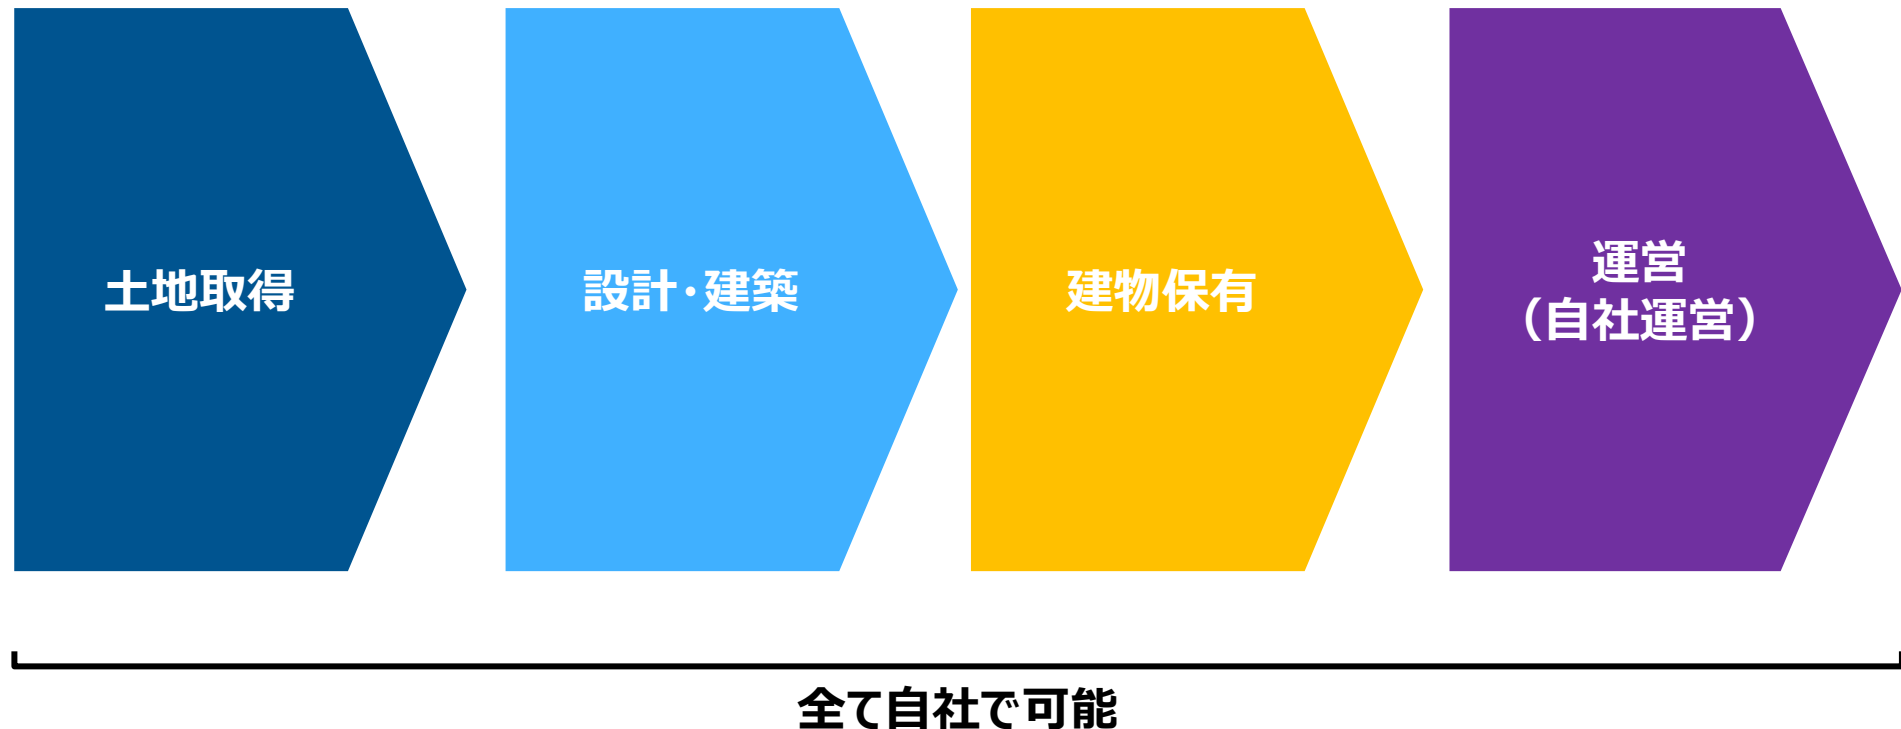 土地取得
設計・建築
建物保有
運営
（自社運営）
全て自社で可能